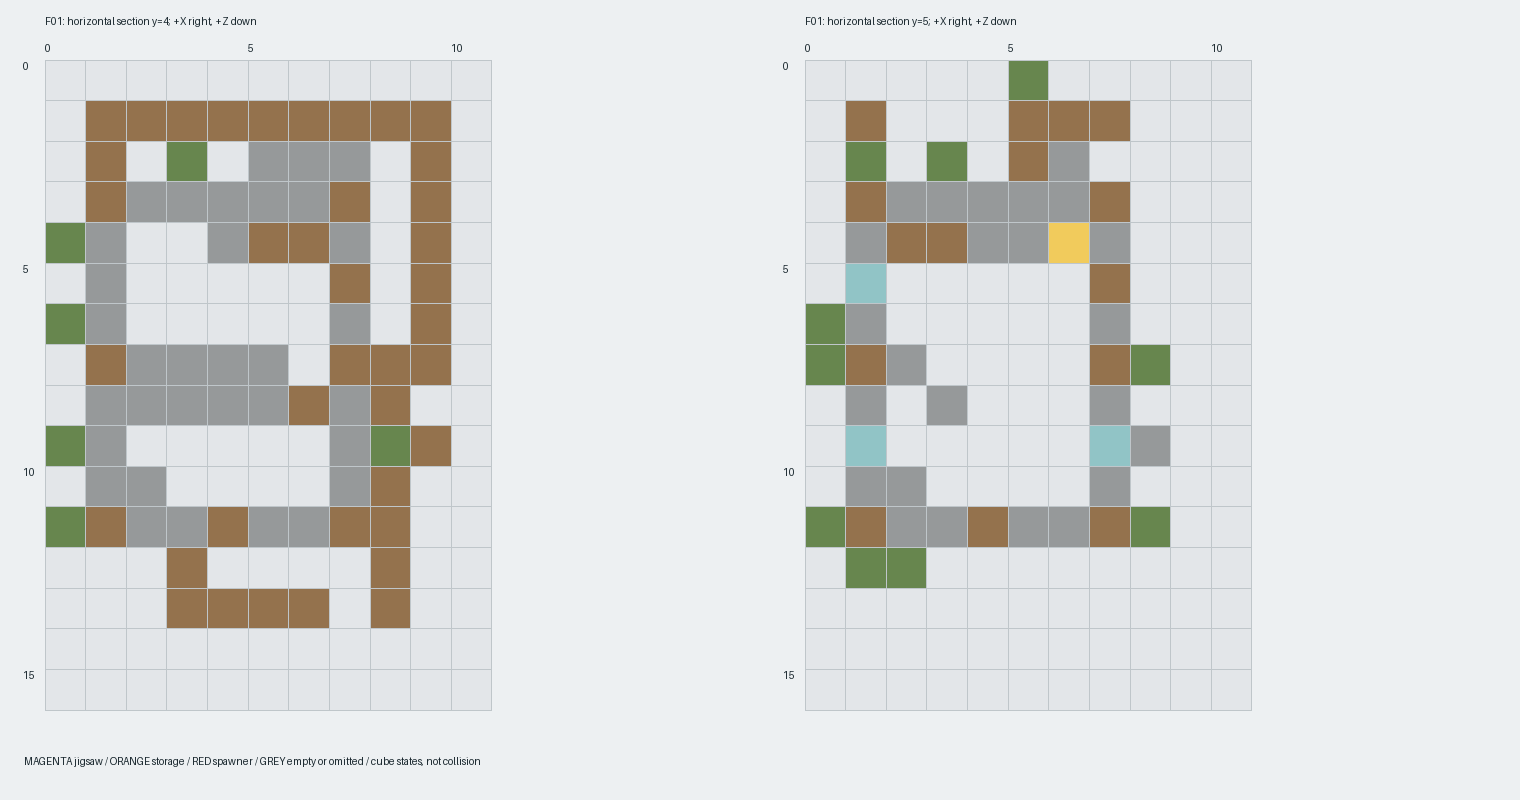 F01: horizontal section y=4; +X right, +Z down
F01: horizontal section y=5; +X right, +Z down
0 5 10
0 5 10
0 0
5 5
10 10
15 15
MAGENTA jigsaw / ORANGE storage / RED spawner / GREY empty or omitted / cube states, not collision